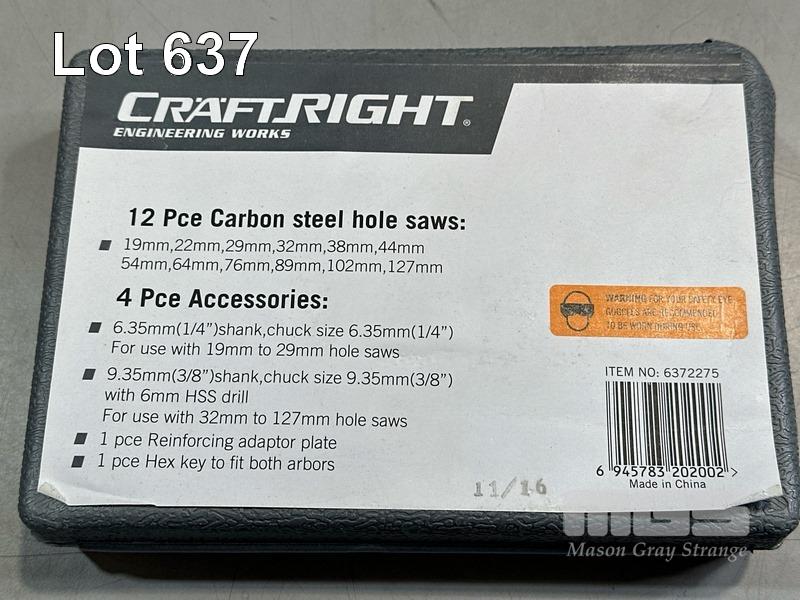 Lot 637
CRAFTRIGHT®
ENGINEERING WORKS
12 Pce Carbon steel hole saws:
■ 19mm,22mm,29mm,32mm,38mm,44mm
54mm,64mm,76mm,89mm,102mm,127mm
4 Pce Accessories:
■ 6.35mm(1/4")shank,chuck size 6.35mm(1/4")
For use with 19mm to 29mm hole saws
■ 9.35mm(3/8")shank,chuck size 9.35mm(3/8")
with 6mm HSS drill
For use with 32mm to 127mm hole saws
■ 1 pce Reinforcing adaptor plate
■ 1 pce Hex key to fit both arbors
WARNING FOR YOUR SAFETY EYE
GOGGLES ARE RECOMMENDED
TO BE WORN DURING USE
ITEM NO: 6372275
6 945783 202002 >
Made in China
11/16
MGS
Mason Gray Strange